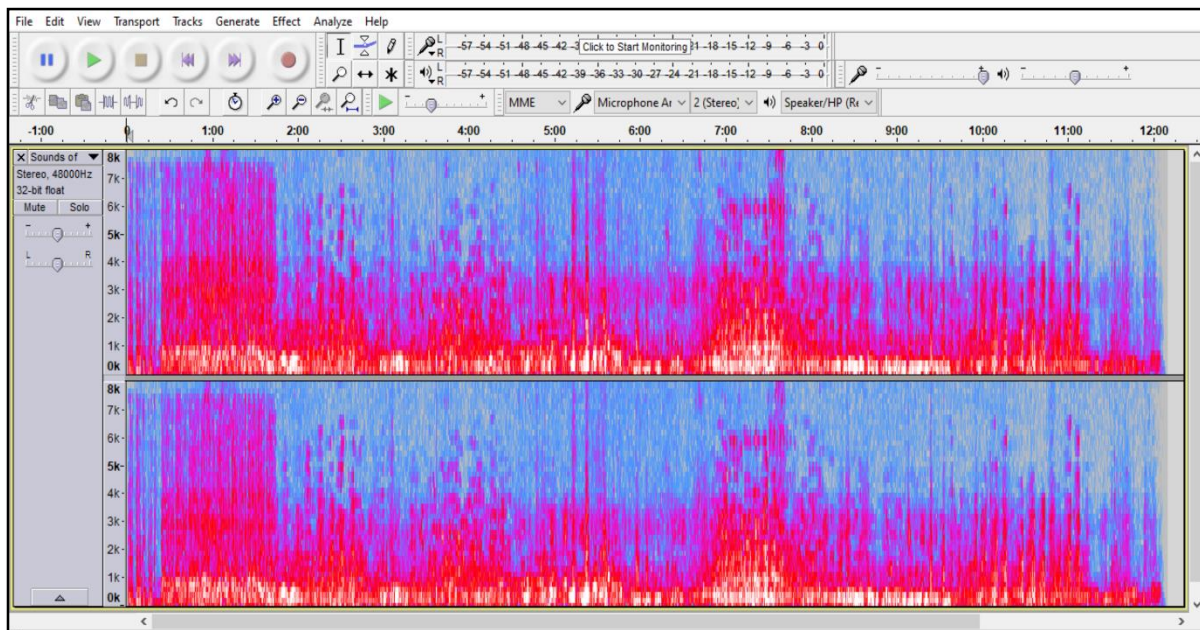 File Edit View Transport Tracks Generate Effect Analyze Help
L R -57 -54 -51 -48 -45 -42 -3 Click to Start Monitoring 21 -18 -15 -12 -9 -6 -3 0
L R -57 -54 -51 -48 -45 -42 -39 -36 -33 -30 -27 -24 -21 -18 -15 -12 -9 -6 -3 0
- + - +
- + MME Microphone Ar 2 (Stereo) Speaker/HP (Re
-1:00 0 1:00 2:00 3:00 4:00 5:00 6:00 7:00 8:00 9:00 10:00 11:00 12:00
X Sounds of
Stereo, 48000Hz
32-bit float
Mute Solo
- +
L R
8k
7k-
6k-
5k-
4k-
3k-
2k-
1k-
0k
8k
7k-
6k-
5k-
4k-
3k-
2k-
1k-
0k